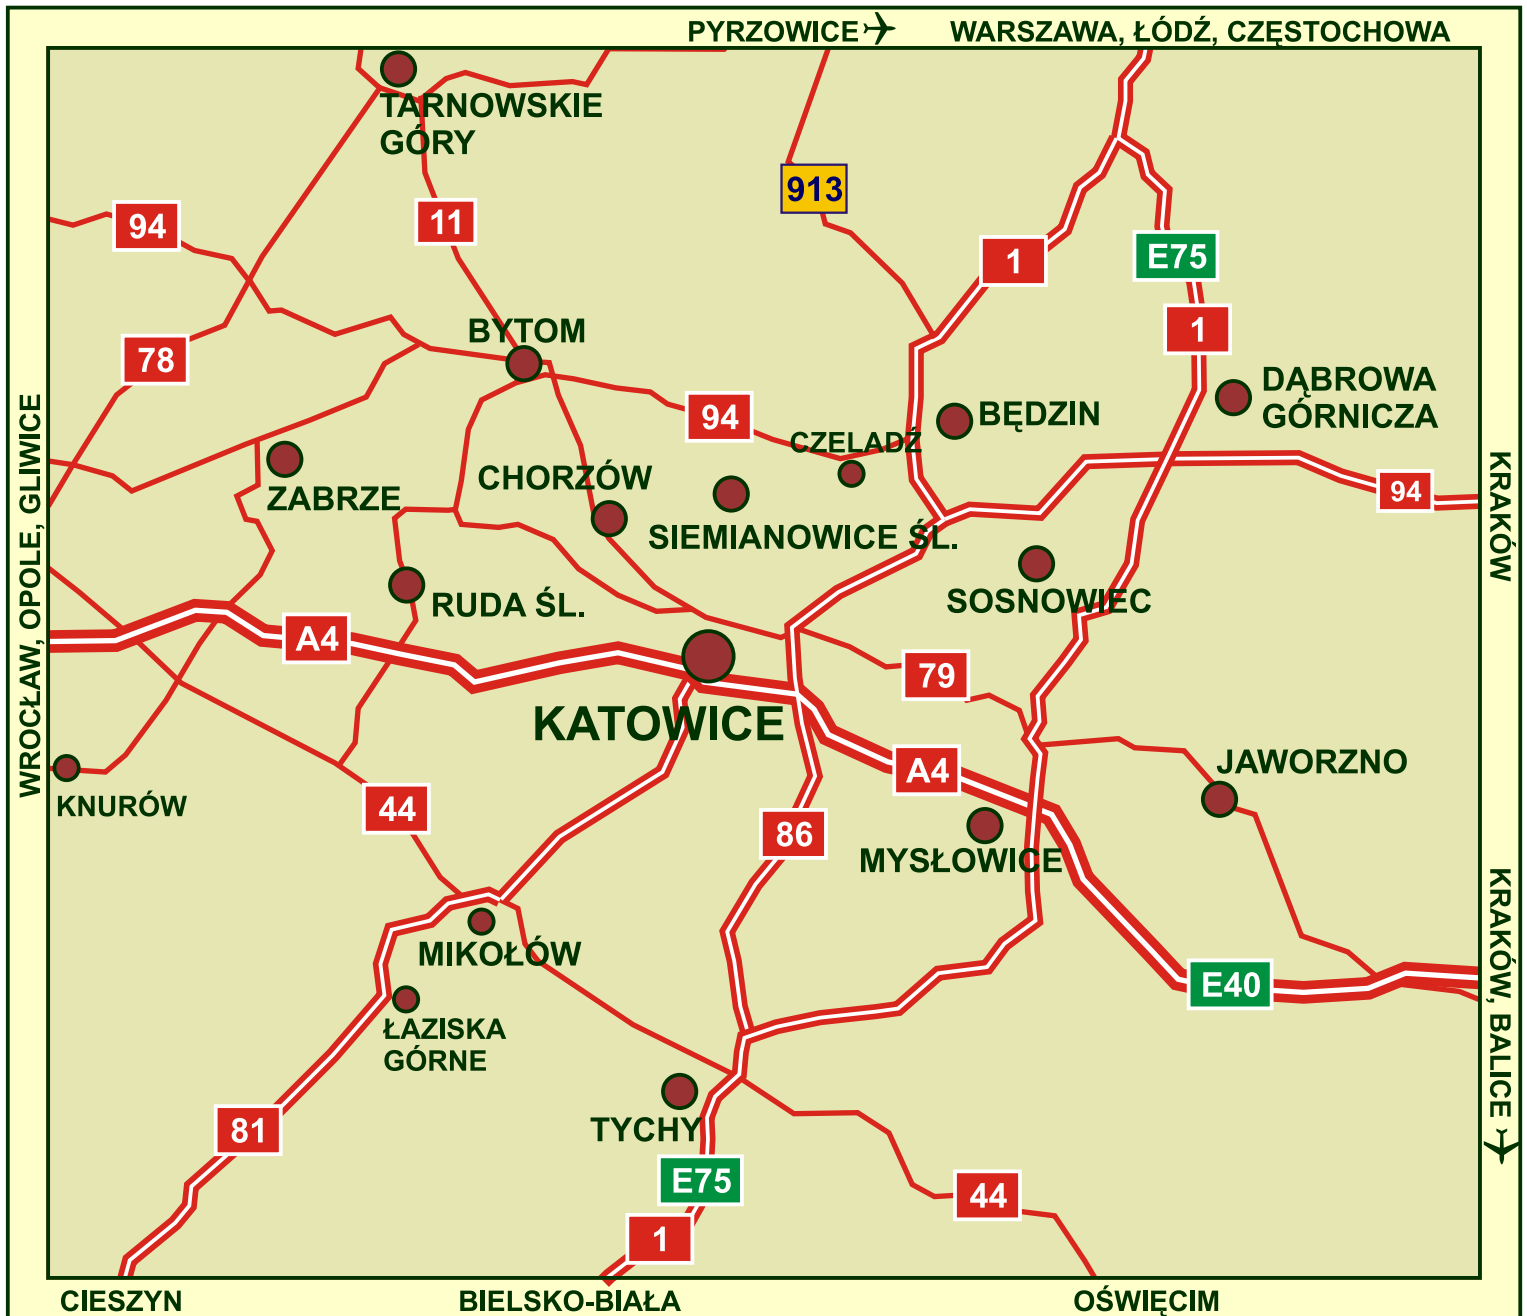 PYRZOWICE
WARSZAWA, ŁÓDŹ, CZĘSTOCHOWA
TARNOWSKIE
GÓRY
913
94
11
1
E75
1
78
BYTOM
DĄBROWA
GÓRNICZA
94
BĘDZIN
CZELADŹ
ZABRZE
CHORZÓW
SIEMIANOWICE ŚL.
94
WROCŁAW, OPOLE, GLIWICE
KRAKÓW
RUDA ŚL.
SOSNOWIEC
A4
79
KATOWICE
A4
JAWORZNO
KNURÓW
44
86
MYSŁOWICE
MIKOŁÓW
E40
KRAKÓW, BALICE
ŁAZISKA
GÓRNE
81
TYCHY
E75
44
1
CIESZYN
BIELSKO-BIAŁA
OŚWIĘCIM